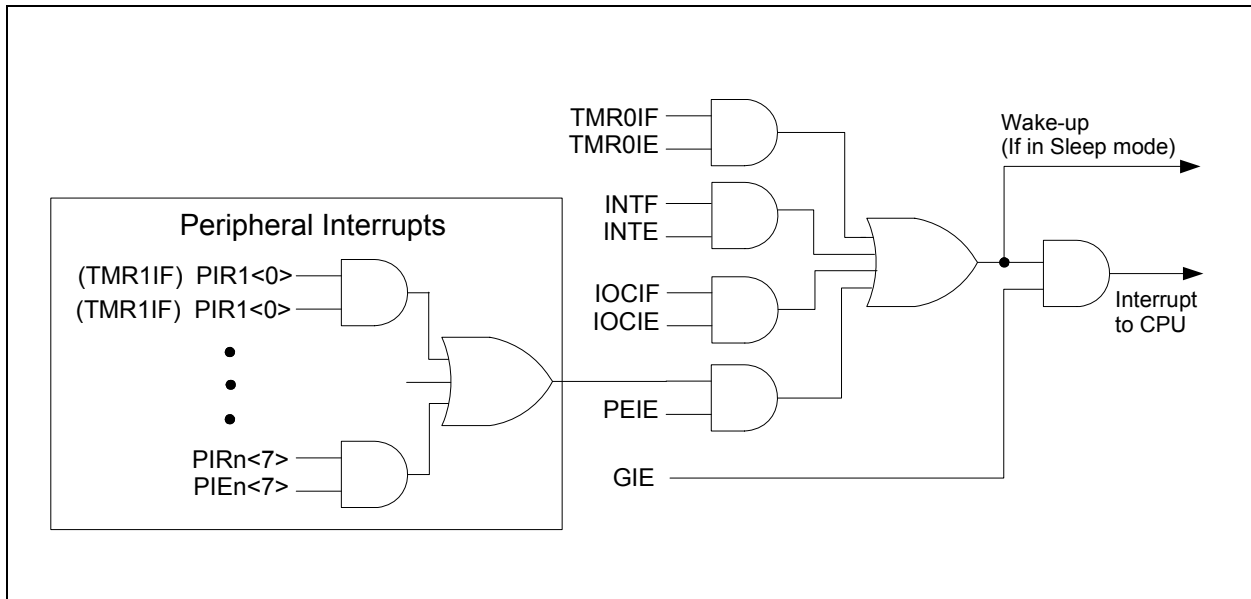 TMR0IF
TMR0IE
Wake-up
(If in Sleep mode)
Peripheral Interrupts
INTF
INTE
(TMR1IF) PIR1<0>
(TMR1IF) PIR1<0>
IOCIF
IOCIE
Interrupt
to CPU
PEIE
PIRn<7>
PIEn<7>
GIE